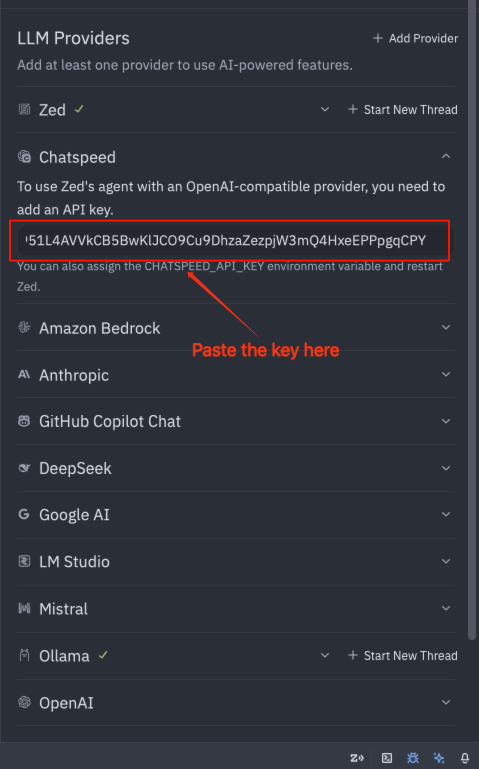 LLM Providers
+ Add Provider
Add at least one provider to use AI-powered features.
Zed
+ Start New Thread
Chatspeed
To use Zed's agent with an OpenAI-compatible provider, you need to
add an API key.
51L4AVVkCB5BwKlJCO9Cu9DhzaZezpjW3mQ4HxeEPPpgqCPY
You can also assign the CHATSPEED_API_KEY environment variable and restart
Zed.
Amazon Bedrock
Paste the key here
Anthropic
GitHub Copilot Chat
DeepSeek
Google AI
LM Studio
Mistral
Ollama
+ Start New Thread
OpenAI